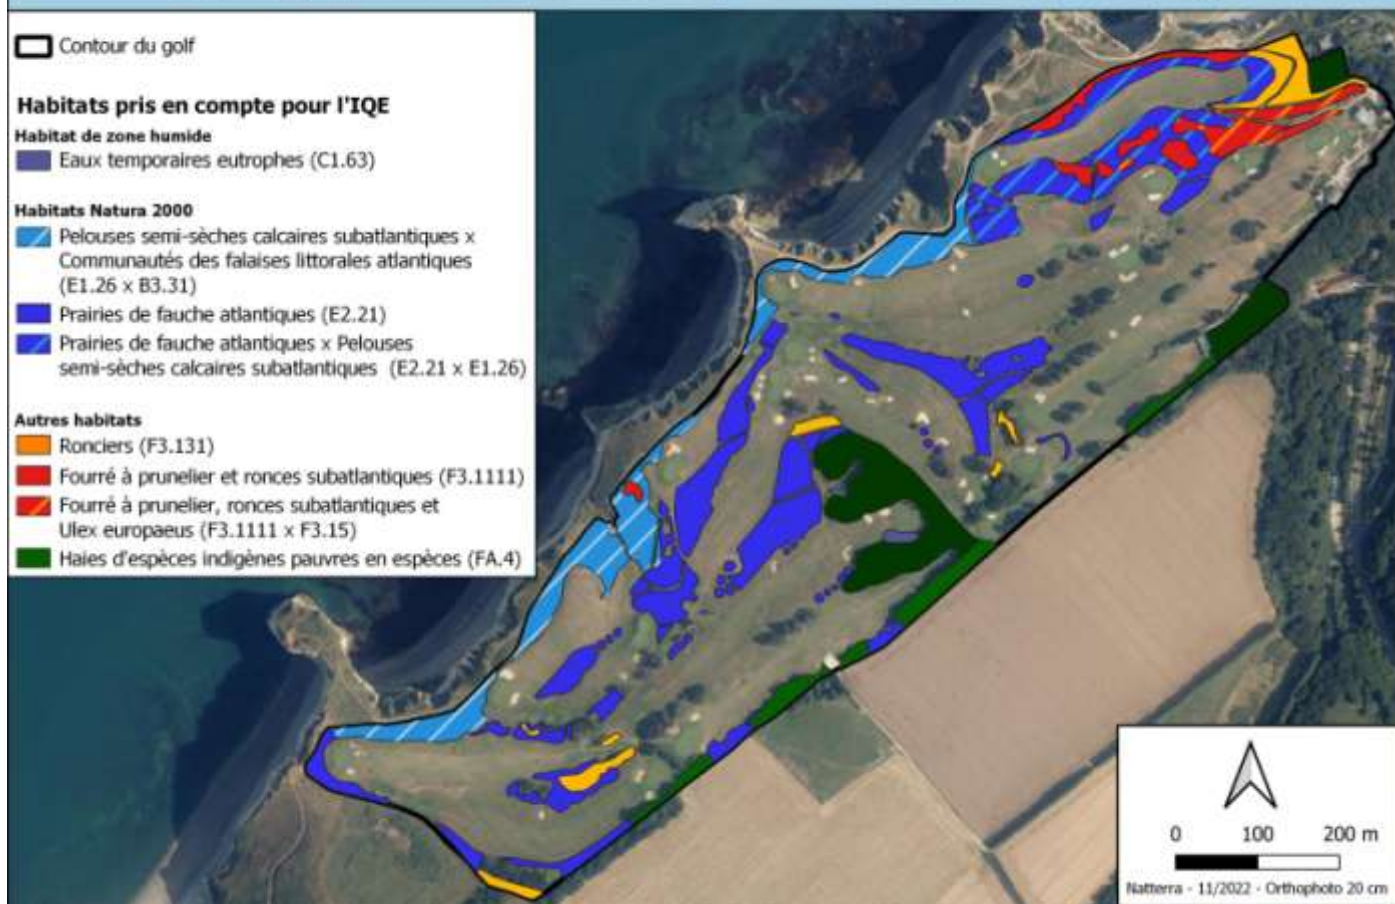 Contour du golf
Habitats pris en compte pour l'IQE
Habitat de zone humide
Eaux temporaires eutrophes (C1.63)
Habitats Natura 2000
Pelouses semi-sèches calcaires subatlantiques x
Communautés des falaises littorales atlantiques
(E1.26 x B3.31)
Prairies de fauche atlantiques (E2.21)
Prairies de fauche atlantiques x Pelouses
semi-sèches calcaires subatlantiques (E2.21 x E1.26)
Autres habitats
Ronciers (F3.131)
Fourré à prunelier et ronces subatlantiques (F3.1111)
Fourré à prunelier, ronces subatlantiques et
Ulex europaeus (F3.1111 x F3.15)
Haies d'espèces indigènes pauvres en espèces (FA.4)
0 100 200 m
Natterra - 11/2022 - Orthophoto 20 cm